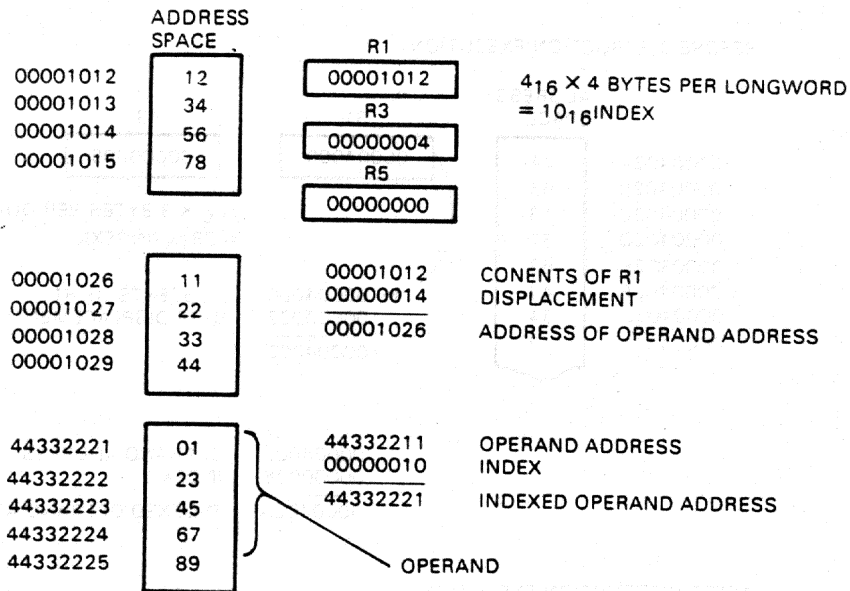 ADDRESS
SPACE
00001012 12
00001013 34
00001014 56
00001015 78
R1
00001012
R3
00000004
R5
00000000
4₁₆ X 4 BYTES PER LONGWORD
= 10₁₆ INDEX
00001026 11
00001027 22
00001028 33
00001029 44
00001012 CONENTS OF R1
00000014 DISPLACEMENT
00001026 ADDRESS OF OPERAND ADDRESS
44332221 01
44332222 23
44332223 45
44332224 67
44332225 89
44332211 OPERAND ADDRESS
00000010 INDEX
44332221 INDEXED OPERAND ADDRESS
OPERAND